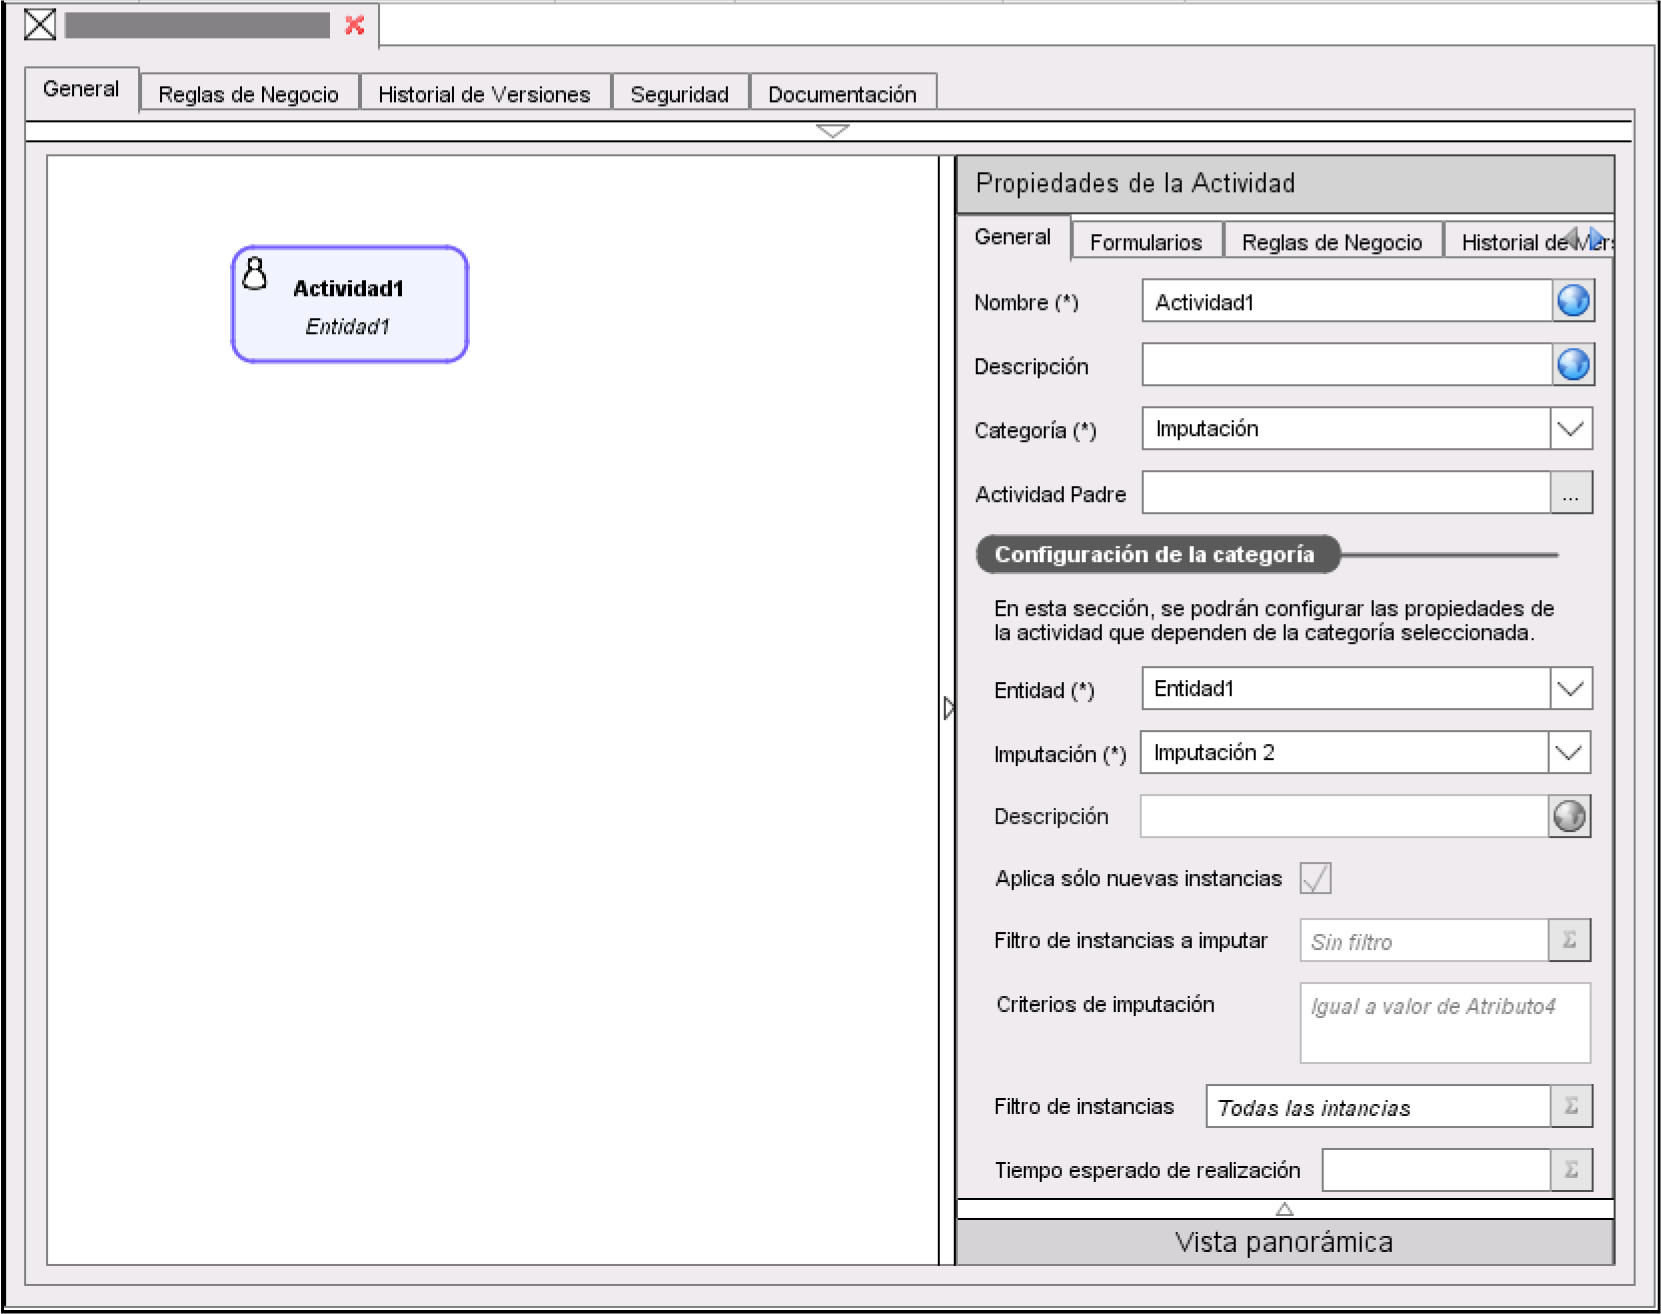 General
Reglas de Negocio
Historial de Versiones
Seguridad
Documentación
Actividad1
Entidad1
Propiedades de la Actividad
General
Formularios
Reglas de Negocio
Historial de
Nombre (*)
Actividad1
Descripción
Categoría (*)
Imputación
Actividad Padre
...
Configuración de la categoría
En esta sección, se podrán configurar las propiedades de
la actividad que dependen de la categoría seleccionada.
Entidad (*)
Entidad1
Imputación (*)
Imputación 2
Descripción
Aplica sólo nuevas instancias
Filtro de instancias a imputar
Sin filtro
Σ
Criterios de imputación
Igual a valor de Atributo4
Filtro de instancias
Todas las intancias
Σ
Tiempo esperado de realización
Σ
Vista panorámica